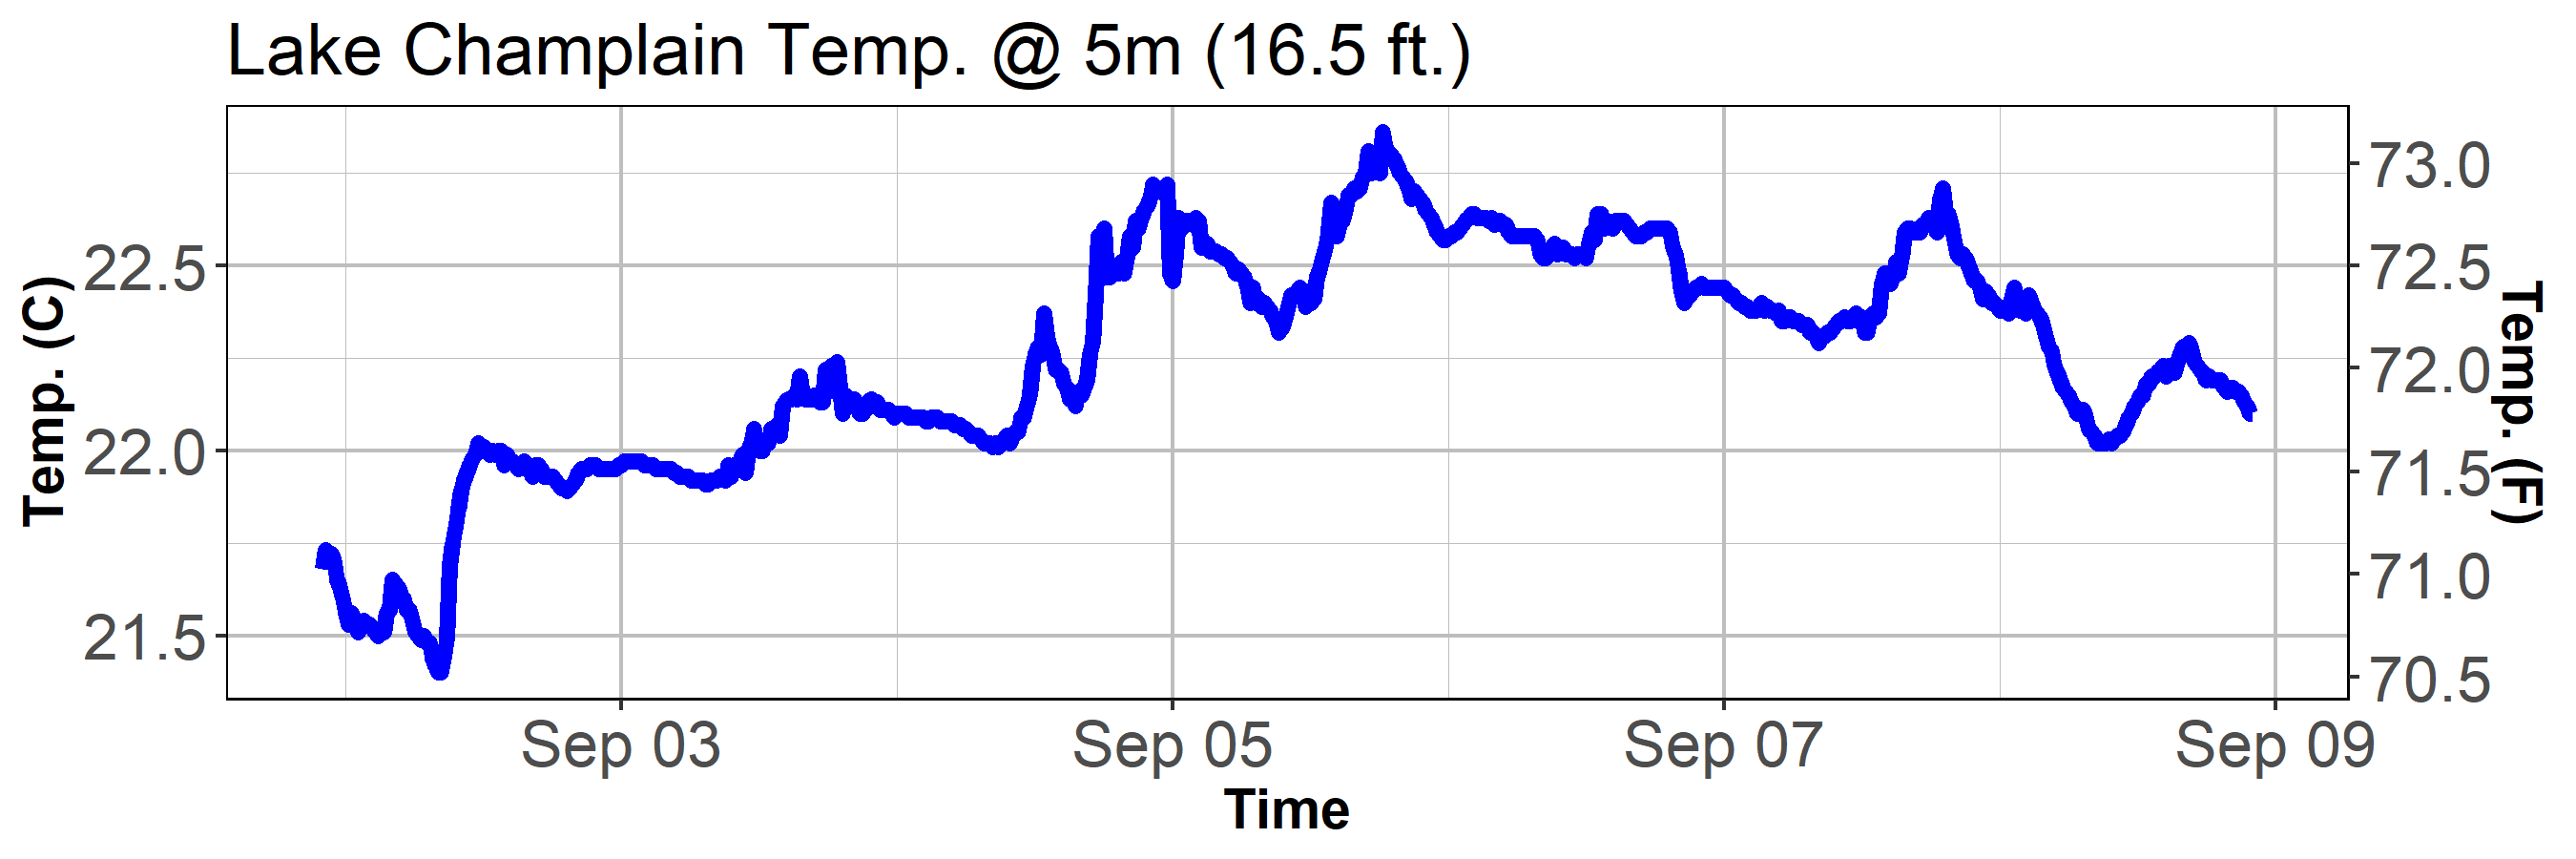 Lake Champlain Temp. @ 5m (16.5 ft.)
Temp. (C)
22.5
22.0
21.5
73.0
72.5
72.0
71.5
71.0
70.5
Temp. (F)
Sep 03 Sep 05 Sep 07 Sep 09
Time